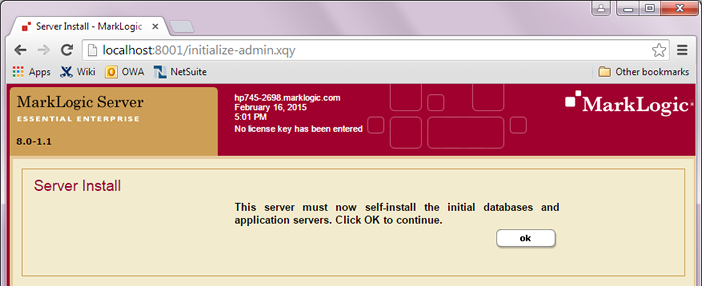 Server Install - MarkLogic
localhost:8001/initialize-admin.xqy
Apps Wiki OWA NetSuite Other bookmarks
MarkLogic Server
ESSENTIAL ENTERPRISE
8.0-1.1
hp745-2698.marklogic.com
February 16, 2015
5:01 PM
No license key has been entered
MarkLogic
Server Install
This server must now self-install the initial databases and
application servers. Click OK to continue.
ok